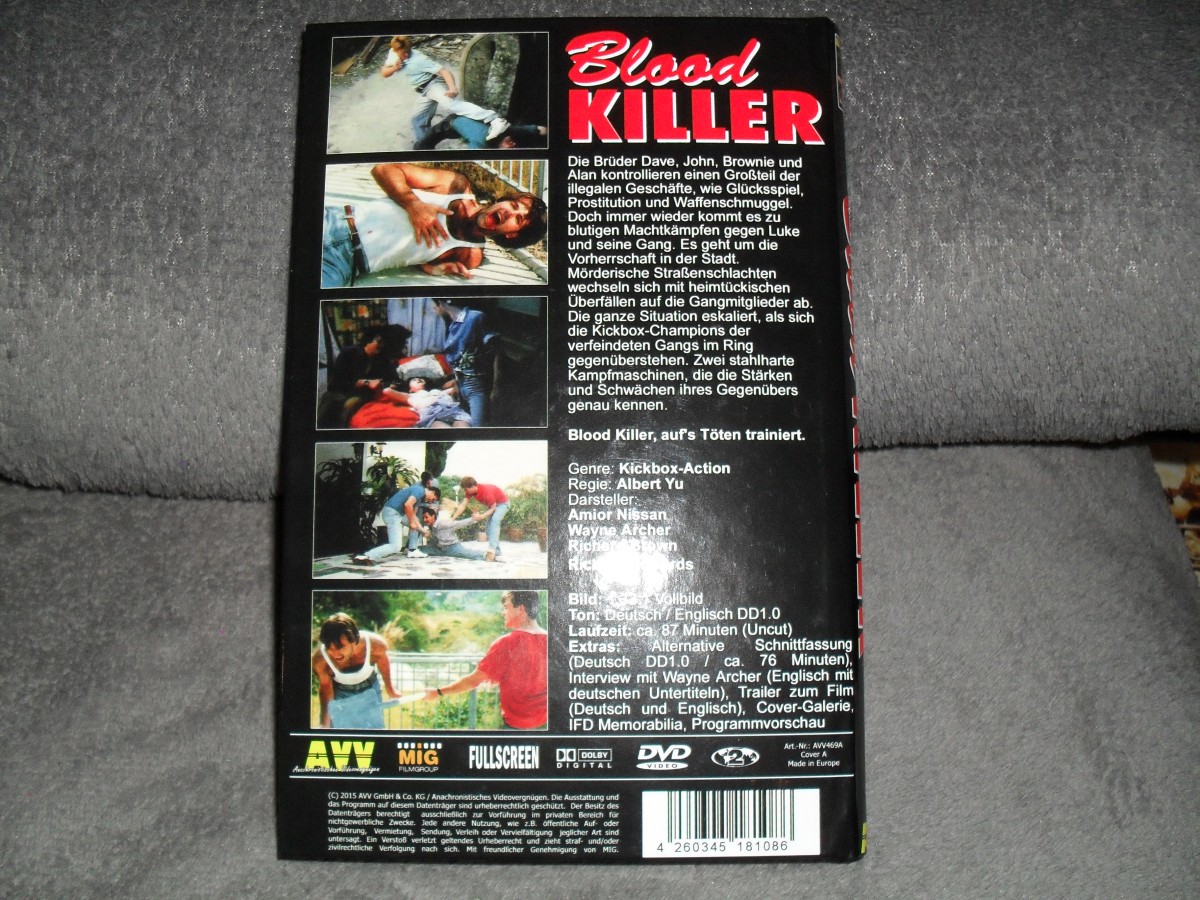 Blood
KILLER
Die Brüder Dave, John, Brownie und
Alan kontrollieren einen Großteil der
illegalen Geschäfte, wie Glücksspiel,
Prostitution und Waffenschmuggel.
Doch immer wieder kommt es zu
blutigen Machtkämpfen gegen Luke
und seine Gang. Es geht um die
Vorherrschaft in der Stadt.
Mörderische Straßenschlachten
wechseln sich mit heimtückischen
Überfällen auf die Gangmitglieder ab.
Die ganze Situation eskaliert, als sich
die Kickbox-Champions der
verfeindeten Gangs im Ring
gegenüberstehen. Zwei stahlharte
Kampfmaschinen, die die Stärken
und Schwächen ihres Gegenübers
genau kennen.
Blood Killer, auf's Töten trainiert.
Genre: Kickbox-Action
Regie: Albert Yu
Darsteller:
Amior Nissan
Wayne Archer
Brown
Bild: Vollbild
Ton: Deutsch / Englisch DD1.0
Laufzeit: ca. 87 Minuten (Uncut)
Extras: Alternative Schnittfassung
(Deutsch DD1.0 / ca. 76 Minuten),
Interview mit Wayne Archer (Englisch mit
deutschen Untertiteln), Trailer zum Film
(Deutsch und Englisch), Cover-Galerie,
IFD Memorabilia, Programmvorschau
AVV
Anachronistisches Videovergnügen
MIG
FILMGROUP
FULLSCREEN
DOLBY
DIGITAL
DVD
VIDEO
2
Art.-Nr.: AVV469A
Cover A
Made in Europe
(C) 2015 AVV GmbH & Co. KG / Anachronistisches Videovergnügen. Die Ausstattung und
das Programm auf diesem Datenträger sind urheberrechtlich geschützt. Der Besitz des
Datenträgers berechtigt ausschließlich zur Vorführung im privaten Bereich für
nichtgewerbliche Zwecke. Jede andere Nutzung, wie z.B. öffentliche Auf- oder
Vorführung, Vermietung, Sendung, Verleih oder Vervielfältigung jeglicher Art sind
untersagt. Ein Verstoß verletzt geltendes Urheberrecht und zieht straf- und/oder
zivilrechtliche Verfolgung nach sich. Mit freundlicher Genehmigung von MIG.
4 260345 181086